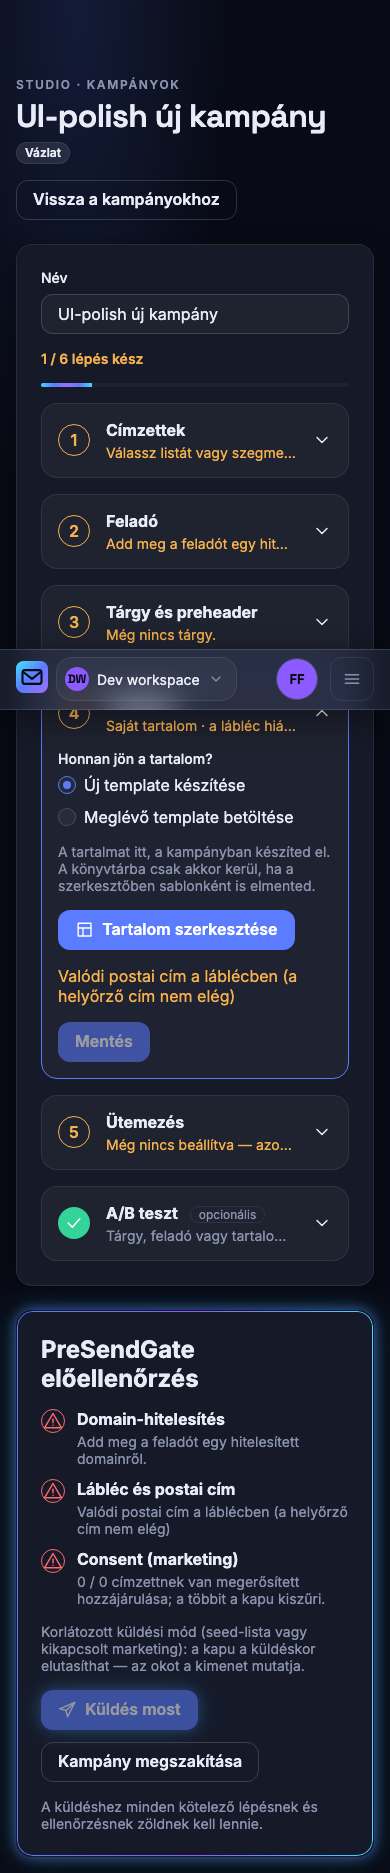 STUDIO · KAMPÁNYOK
UI-polish új kampány
Vázlat
Vissza a kampányokhoz
Név
UI-polish új kampány
1 / 6 lépés kész
1
Címzettek
Válassz listát vagy szegme...
2
Feladó
Add meg a feladót egy hit...
3
Tárgy és preheader
Még nincs tárgy.
DW
Dev workspace
FF
4
Saját tartalom · a lábléc hiá...
Honnan jön a tartalom?
Új template készítése
Meglévő template betöltése
A tartalmat itt, a kampányban készíted el.
A könyvtárba csak akkor kerül, ha a
szerkesztőben sablonként is elmented.
Tartalom szerkesztése
Valódi postai cím a láblécben (a
helyőrző cím nem elég)
Mentés
5
Ütemezés
Még nincs beállítva — azo...
A/B teszt
opcionális
Tárgy, feladó vagy tartalo...
PreSendGate
előellenőrzés
Domain-hitelesítés
Add meg a feladót egy hitelesített
domainről.
Lábléc és postai cím
Valódi postai cím a láblécben (a helyőrző
cím nem elég)
Consent (marketing)
0 / 0 címzettnek van megerősített
hozzájárulása; a többit a kapu kiszűri.
Korlátozott küldési mód (seed-lista vagy
kikapcsolt marketing): a kapu a küldéskor
elutasíthat — az okot a kimenet mutatja.
Küldés most
Kampány megszakítása
A küldéshez minden kötelező lépésnek és
ellenőrzésnek zöldnek kell lennie.